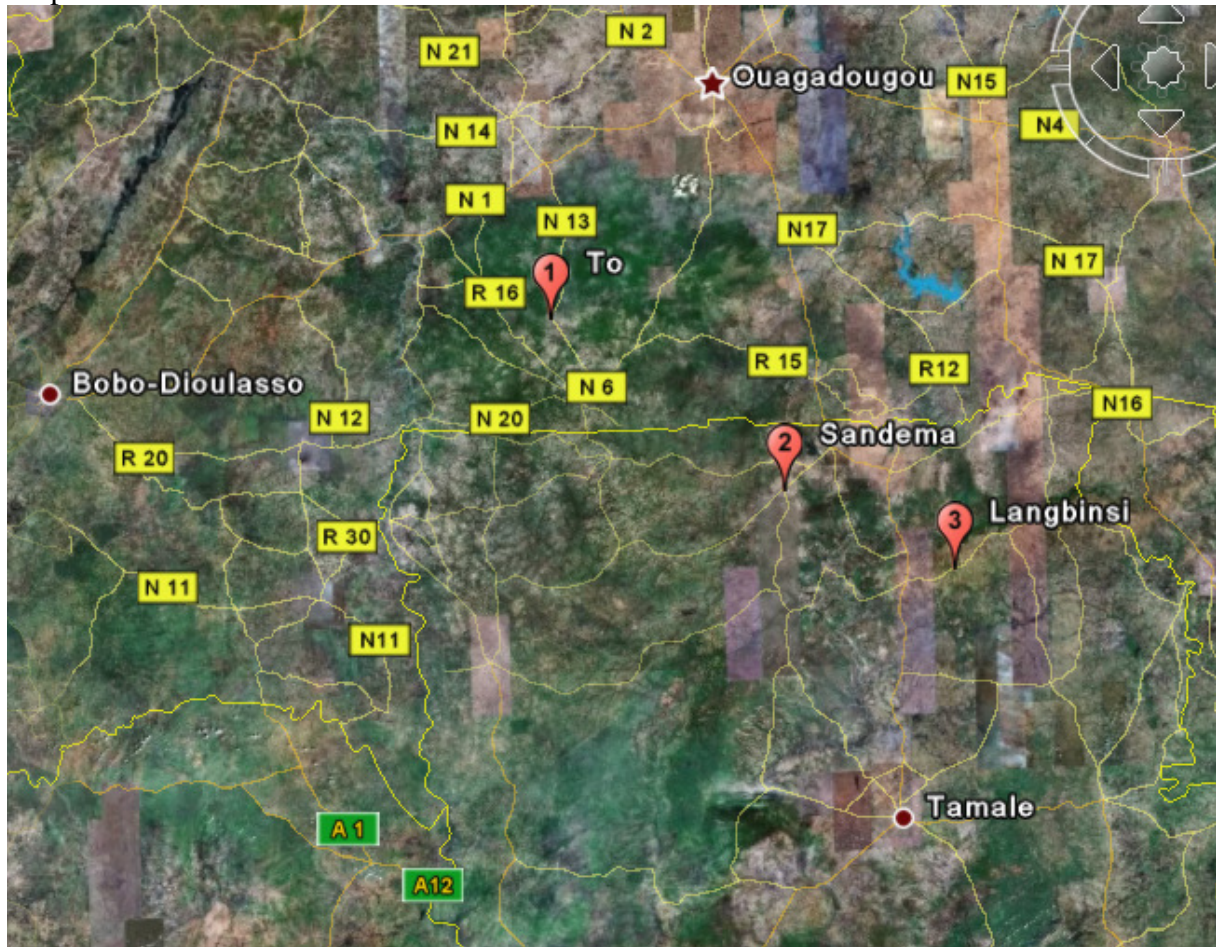 N 2
N 21
Ouagadougou
N15
N 14
N4
N 1
N 13
N17
To
1
N 17
R 16
R 15
R12
Bobo-Dioulasso
N 6
N16
N 12
N 20
2
Sandema
R 20
3
Langbinsi
R 30
N 11
N11
Tamale
A 1
A12